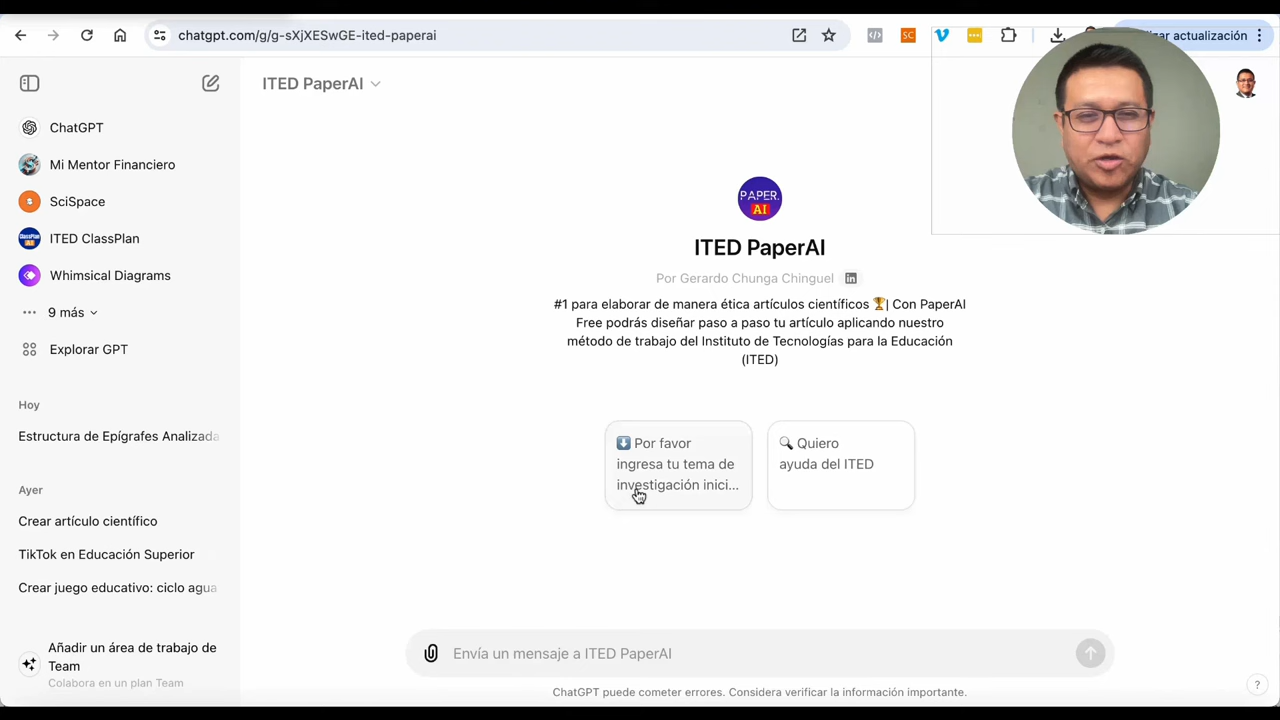 chatgpt.com/g/g-sXjXESwGE-ited-paperai
SC
izar actualización
ITED PaperAI
ChatGPT
Mi Mentor Financiero
SciSpace
ITED ClassPlan
Whimsical Diagrams
9 más
Explorar GPT
Hoy
Estructura de Epígrafes Analizada
Ayer
Crear artículo científico
TikTok en Educación Superior
Crear juego educativo: ciclo agua
Añadir un área de trabajo de
Team
Colabora en un plan Team
PAPER.
AI
ITED PaperAI
Por Gerardo Chunga Chinguel
#1 para elaborar de manera ética artículos científicos 🏆| Con PaperAI
Free podrás diseñar paso a paso tu artículo aplicando nuestro
método de trabajo del Instituto de Tecnologías para la Educación
(ITED)
⬇️ Por favor
ingresa tu tema de
investigación inici...
🔍 Quiero
ayuda del ITED
Envía un mensaje a ITED PaperAI
ChatGPT puede cometer errores. Considera verificar la información importante.
?